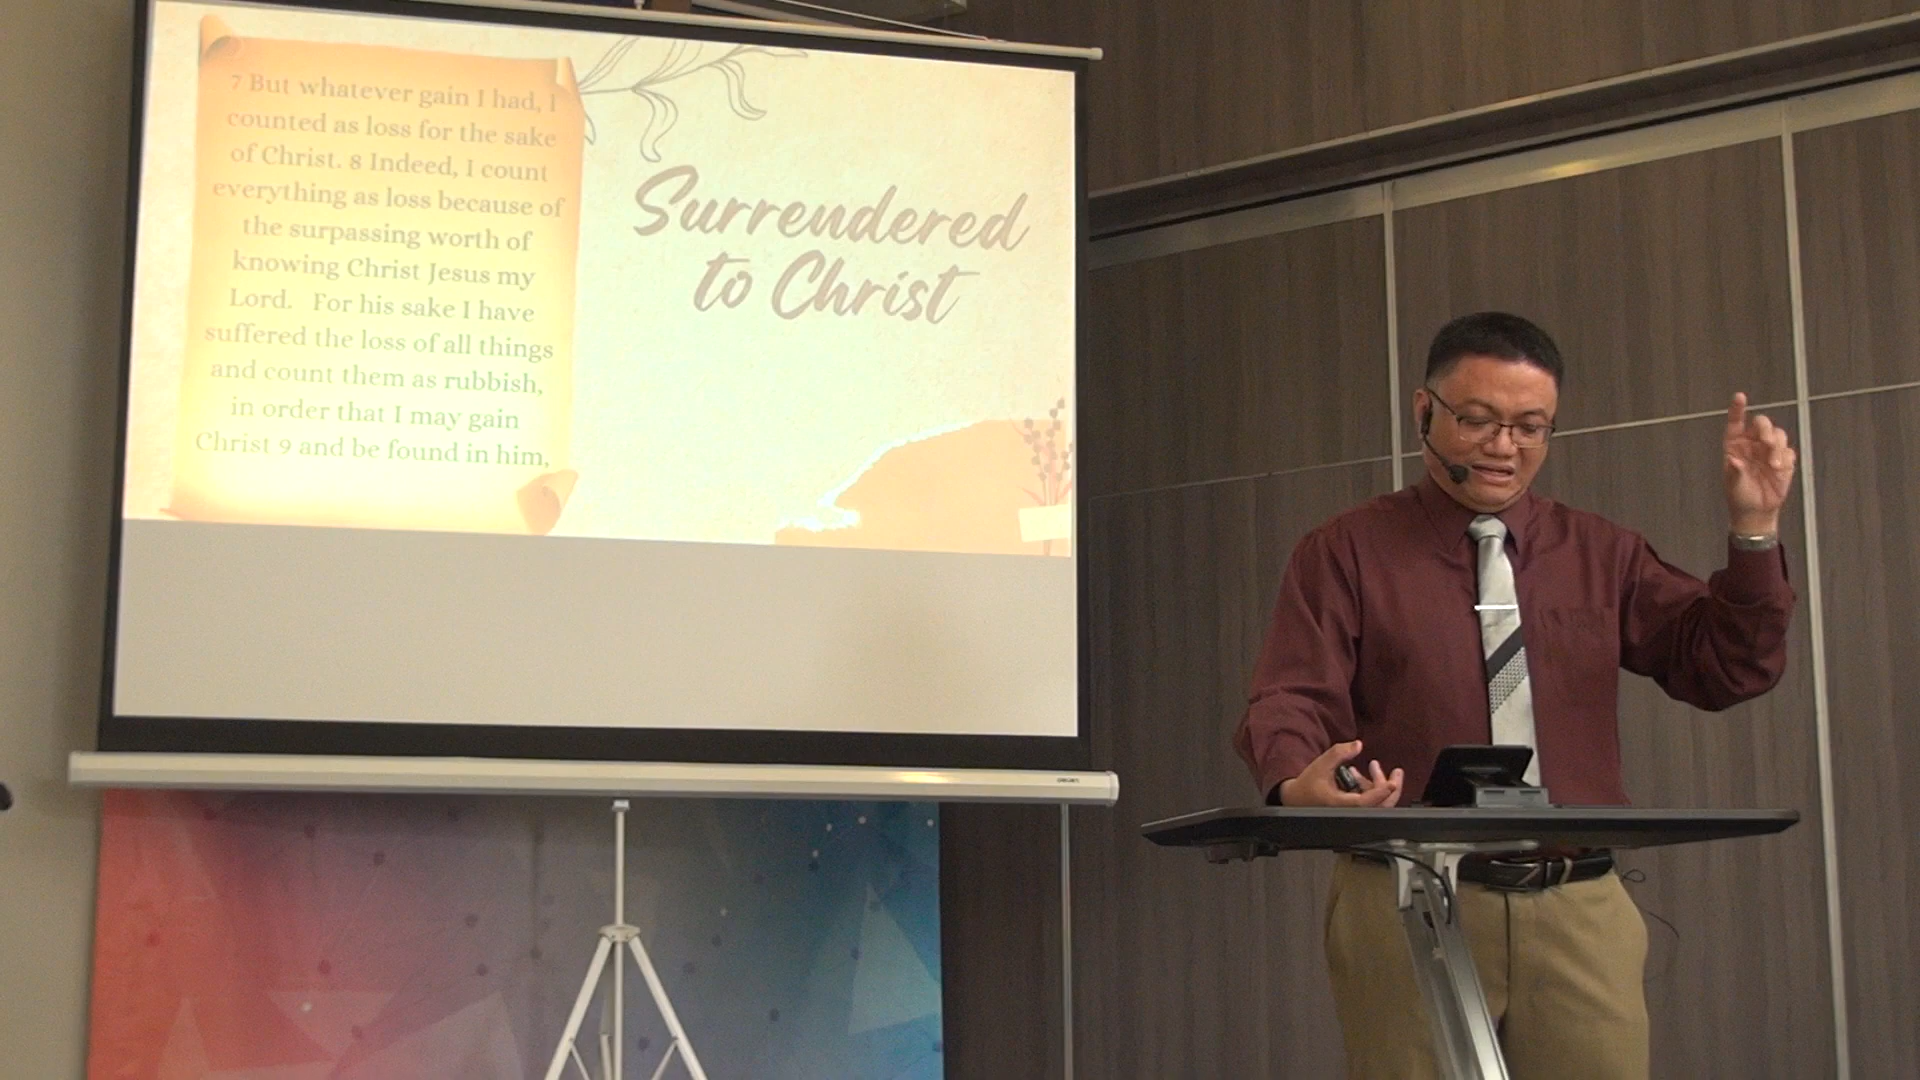 7 But whatever gain I had, I
counted as loss for the sake
of Christ. 8 Indeed, I count
everything as loss because of
the surpassing worth of
knowing Christ Jesus my
Lord. For his sake I have
suffered the loss of all things
and count them as rubbish,
in order that I may gain
Christ 9 and be found in him,
Surrendered
to Christ